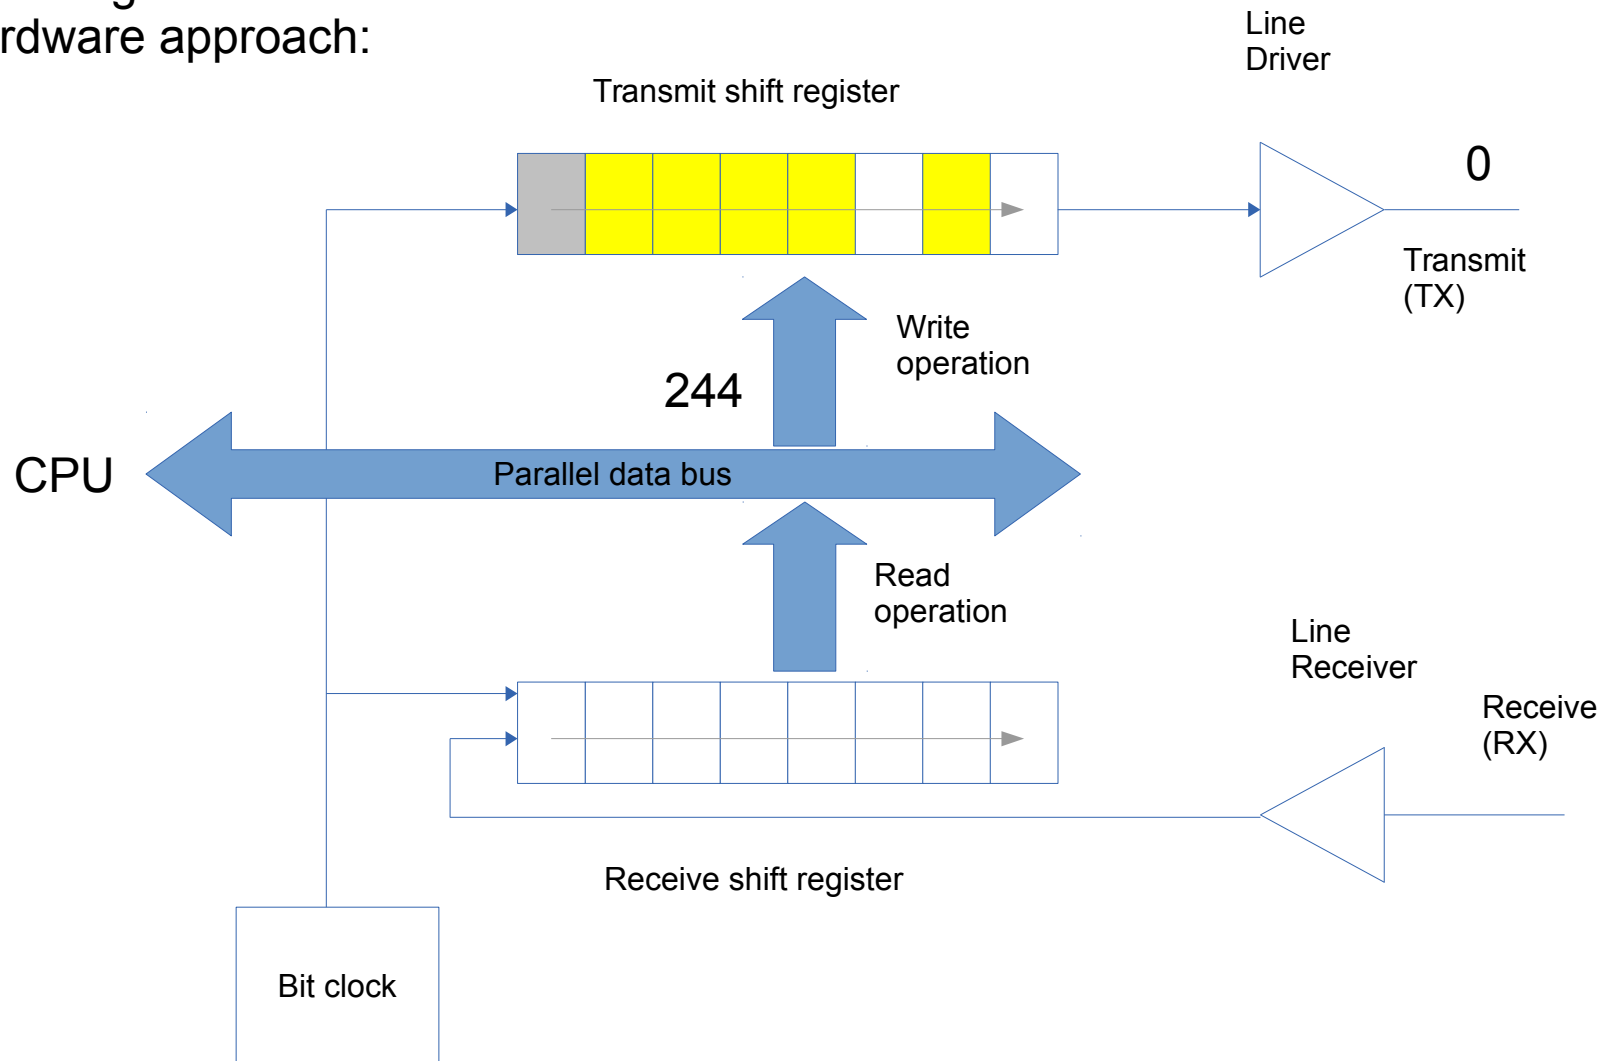 rdware approach:
Line
Driver
Transmit shift register
0
Transmit
(TX)
Write
operation
244
CPU
Parallel data bus
Read
operation
Line
Receiver
Receive
(RX)
Receive shift register
Bit clock